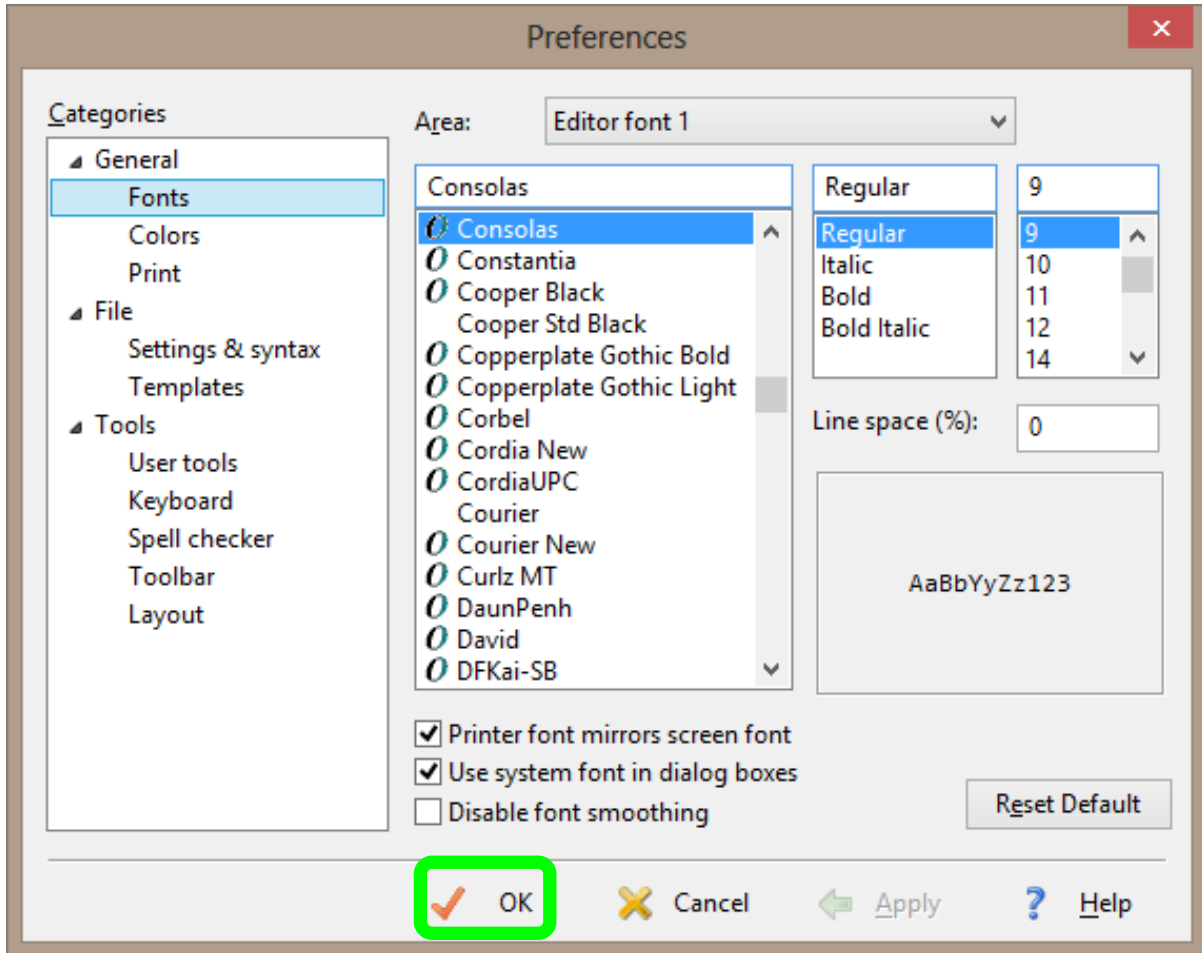 Preferences
Categories
General
Fonts
Colors
Print
File
Settings & syntax
Templates
Tools
User tools
Keyboard
Spell checker
Toolbar
Layout
Area: Editor font 1
Consolas
Consolas
Constantia
Cooper Black
Cooper Std Black
Copperplate Gothic Bold
Copperplate Gothic Light
Corbel
Cordia New
CordiaUPC
Courier
Courier New
Curlz MT
DaunPenh
David
DFKai-SB
Regular
Regular
Italic
Bold
Bold Italic
9
9
10
11
12
14
Line space (%): 0
AaBbYyZz123
Printer font mirrors screen font
Use system font in dialog boxes
Disable font smoothing
Reset Default
OK Cancel Apply Help